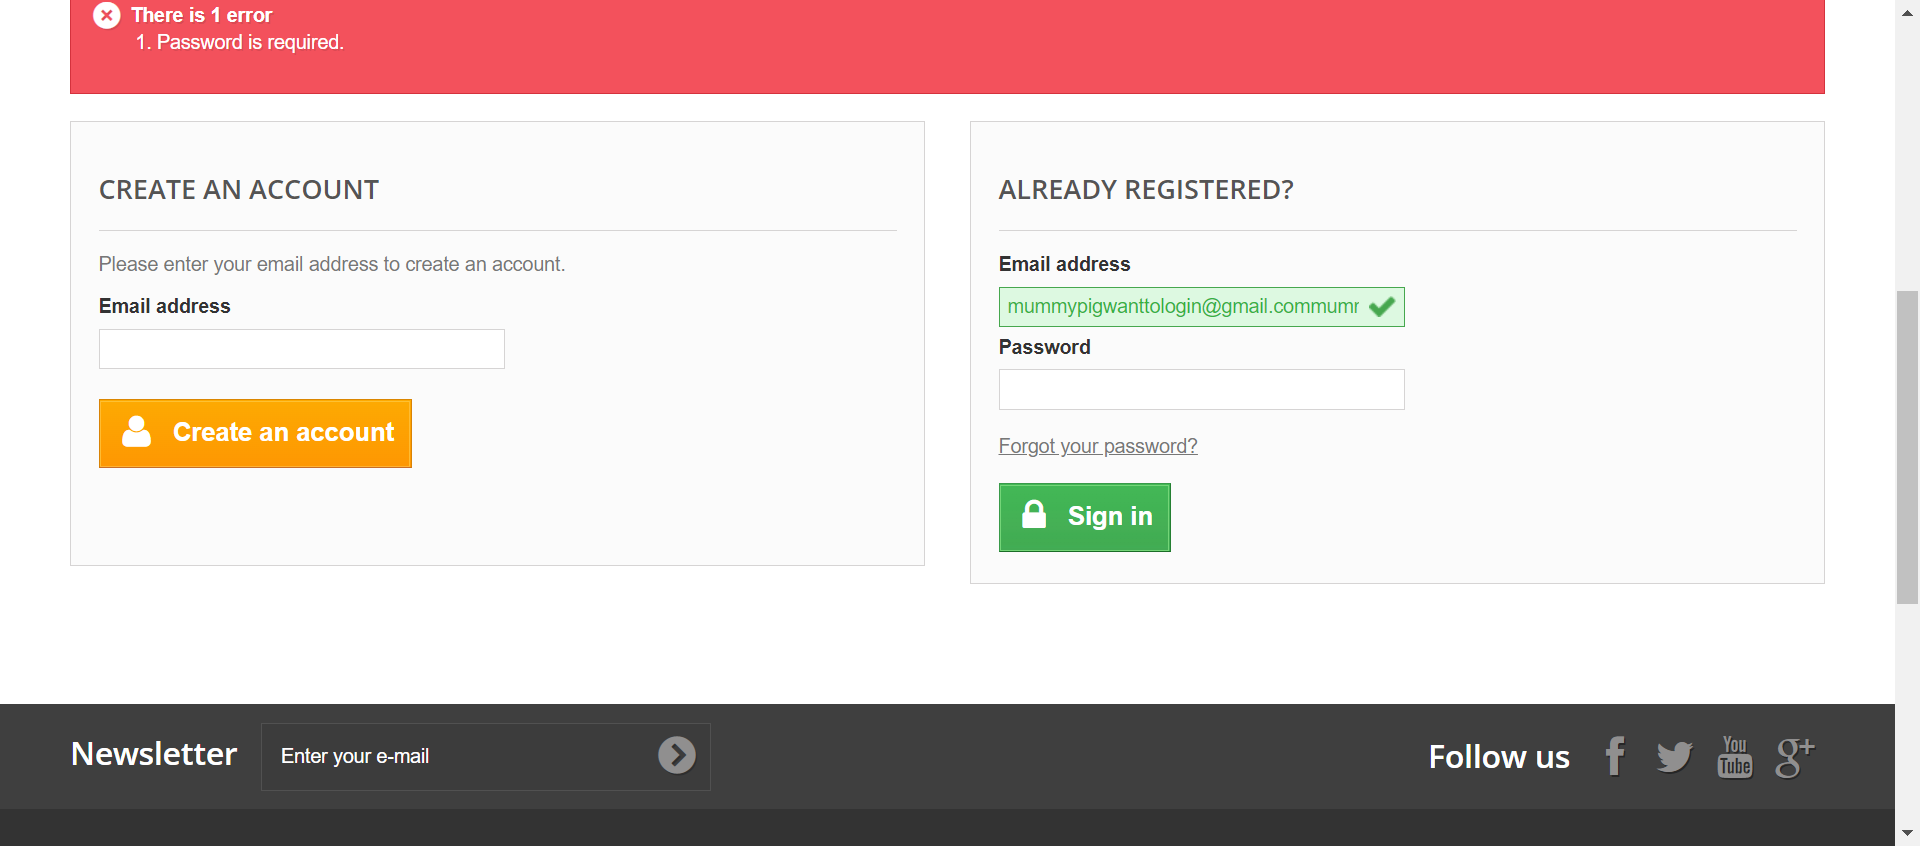 There is 1 error
1. Password is required.
CREATE AN ACCOUNT
Please enter your email address to create an account.
Email address
Create an account
ALREADY REGISTERED?
Email address
mummypigwanttologin@gmail.commumr
Password
Forgot your password?
Sign in
Newsletter
Enter your e-mail
Follow us
f
You
Tube
g+